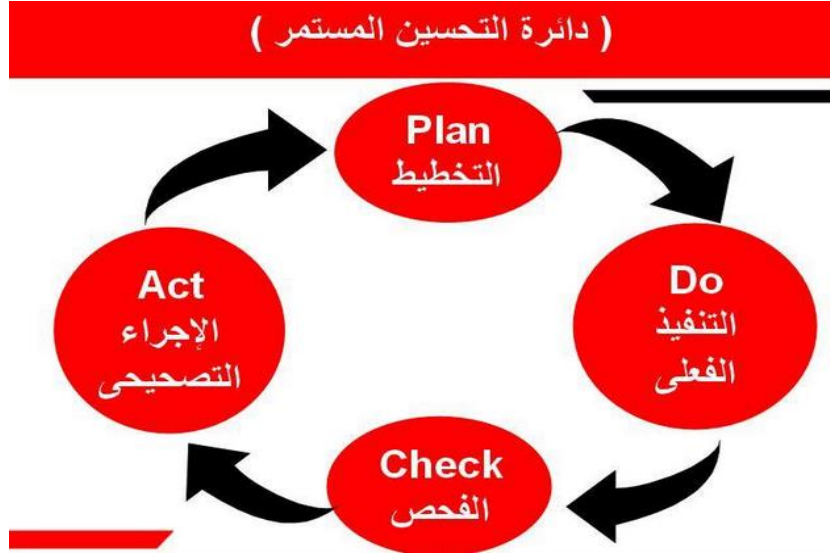 ( دائرة التحسين المستمر )
Plan
التخطيط
Do
التنفيذ
الفعلى
Check
الفحص
Act
الإجراء
التصحيحى